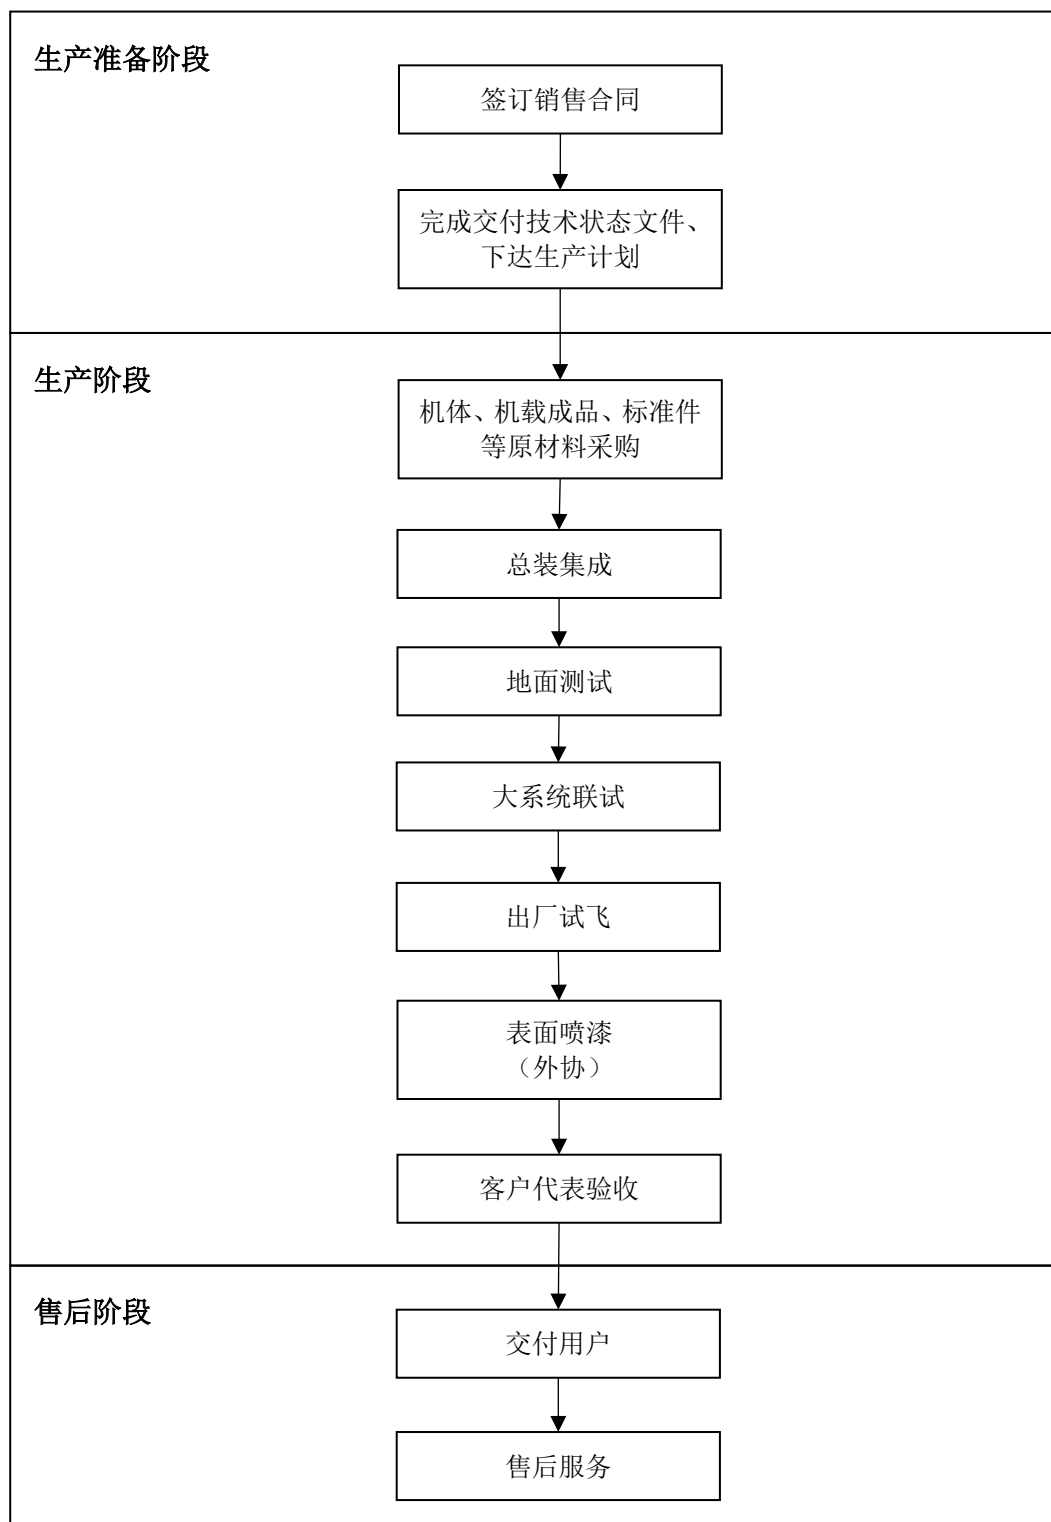 生产准备阶段
签订销售合同
完成交付技术状态文件、
下达生产计划
生产阶段
机体、机载成品、标准件
等原材料采购
总装集成
地面测试
大系统联试
出厂试飞
表面喷漆
（外协）
客户代表验收
售后阶段
交付用户
售后服务